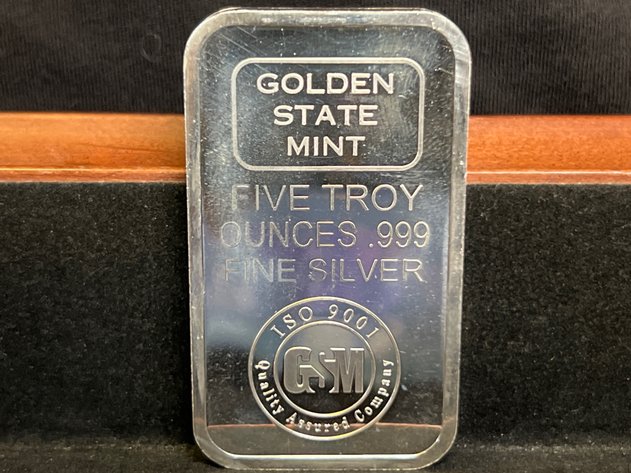 GOLDEN
STATE
MINT
FIVE TROY
OUNCES .999
FINE SILVER
ISO 9001
GSM
Quality Assured Company